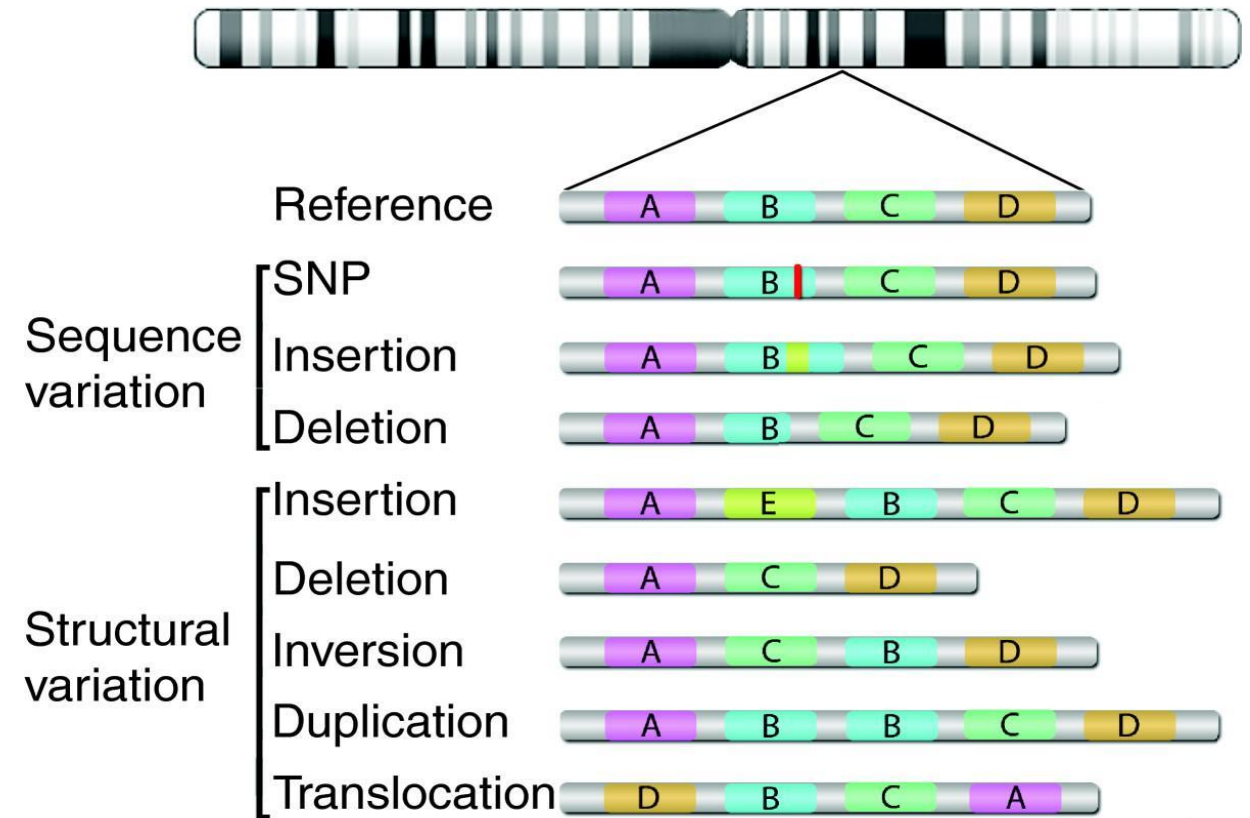 Reference A B C D
Sequence variation
SNP A B C D
Insertion A B C D
Deletion A B C D
Structural variation
Insertion A E B C D
Deletion A C D
Inversion A C B D
Duplication A B B C D
Translocation D B C A